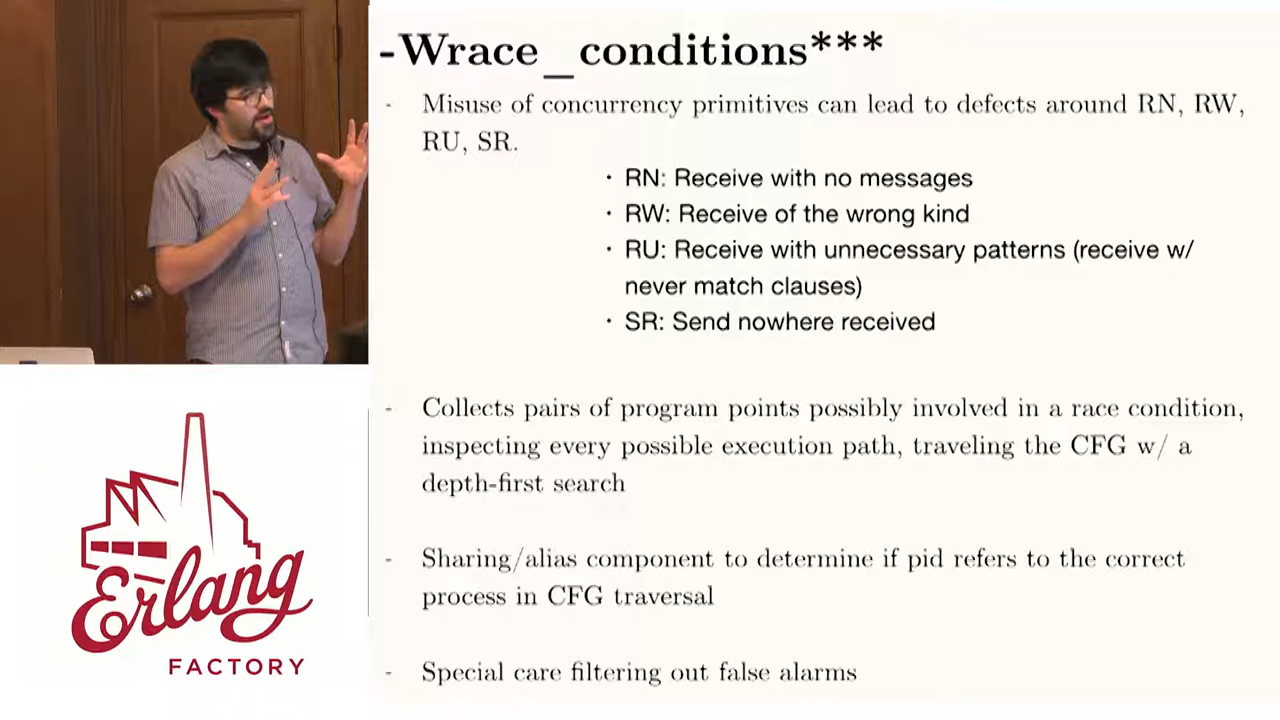 -Wrace_conditions***
- Misuse of concurrency primitives can lead to defects around RN, RW,
RU, SR.
· RN: Receive with no messages
· RW: Receive of the wrong kind
· RU: Receive with unnecessary patterns (receive w/
never match clauses)
· SR: Send nowhere received
- Collects pairs of program points possibly involved in a race condition,
inspecting every possible execution path, traveling the CFG w/ a
depth-first search
- Sharing/alias component to determine if pid refers to the correct
process in CFG traversal
- Special care filtering out false alarms
Erlang
FACTORY